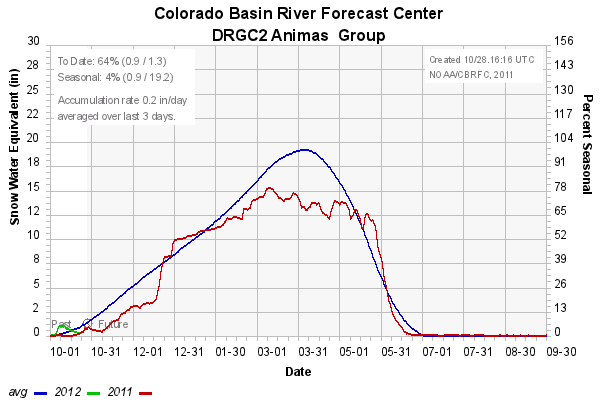 Colorado Basin River Forecast Center
DRGC2 Animas Group
To Date: 64% (0.9 / 1.3)
Seasonal: 4% (0.9 / 19.2)
Accumulation rate 0.2 in/day
averaged over last 3 days.
Created 10/28.16:16 UTC
NOAA/CBRFC, 2011
Snow Water Equivalent (in)
30
28
25
22
20
18
15
12
10
8
5
2
0
Percent Seasonal
156
143
130
117
104
91
78
65
52
39
26
13
0
Past
Future
10-01 10-31 12-01 12-31 01-31 03-01 03-31 05-01 05-31 07-01 07-31 08-30 09-30
Date
avg 2012 2011